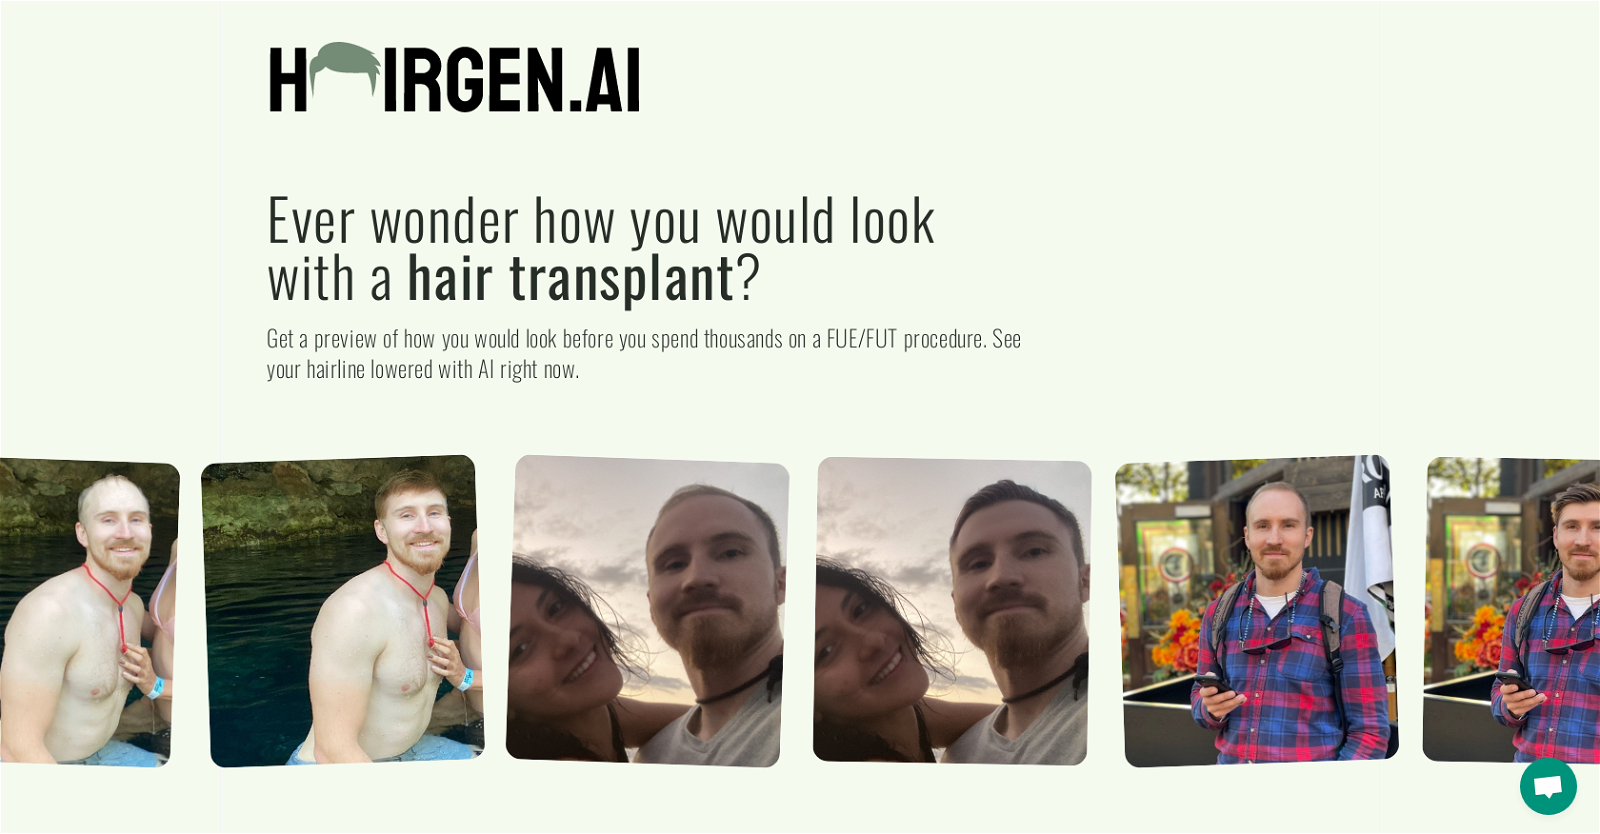 HAIRGEN.AI
Ever wonder how you would look
with a hair transplant?
Get a preview of how you would look before you spend thousands on a FUE/FUT procedure. See
your hairline lowered with AI right now.